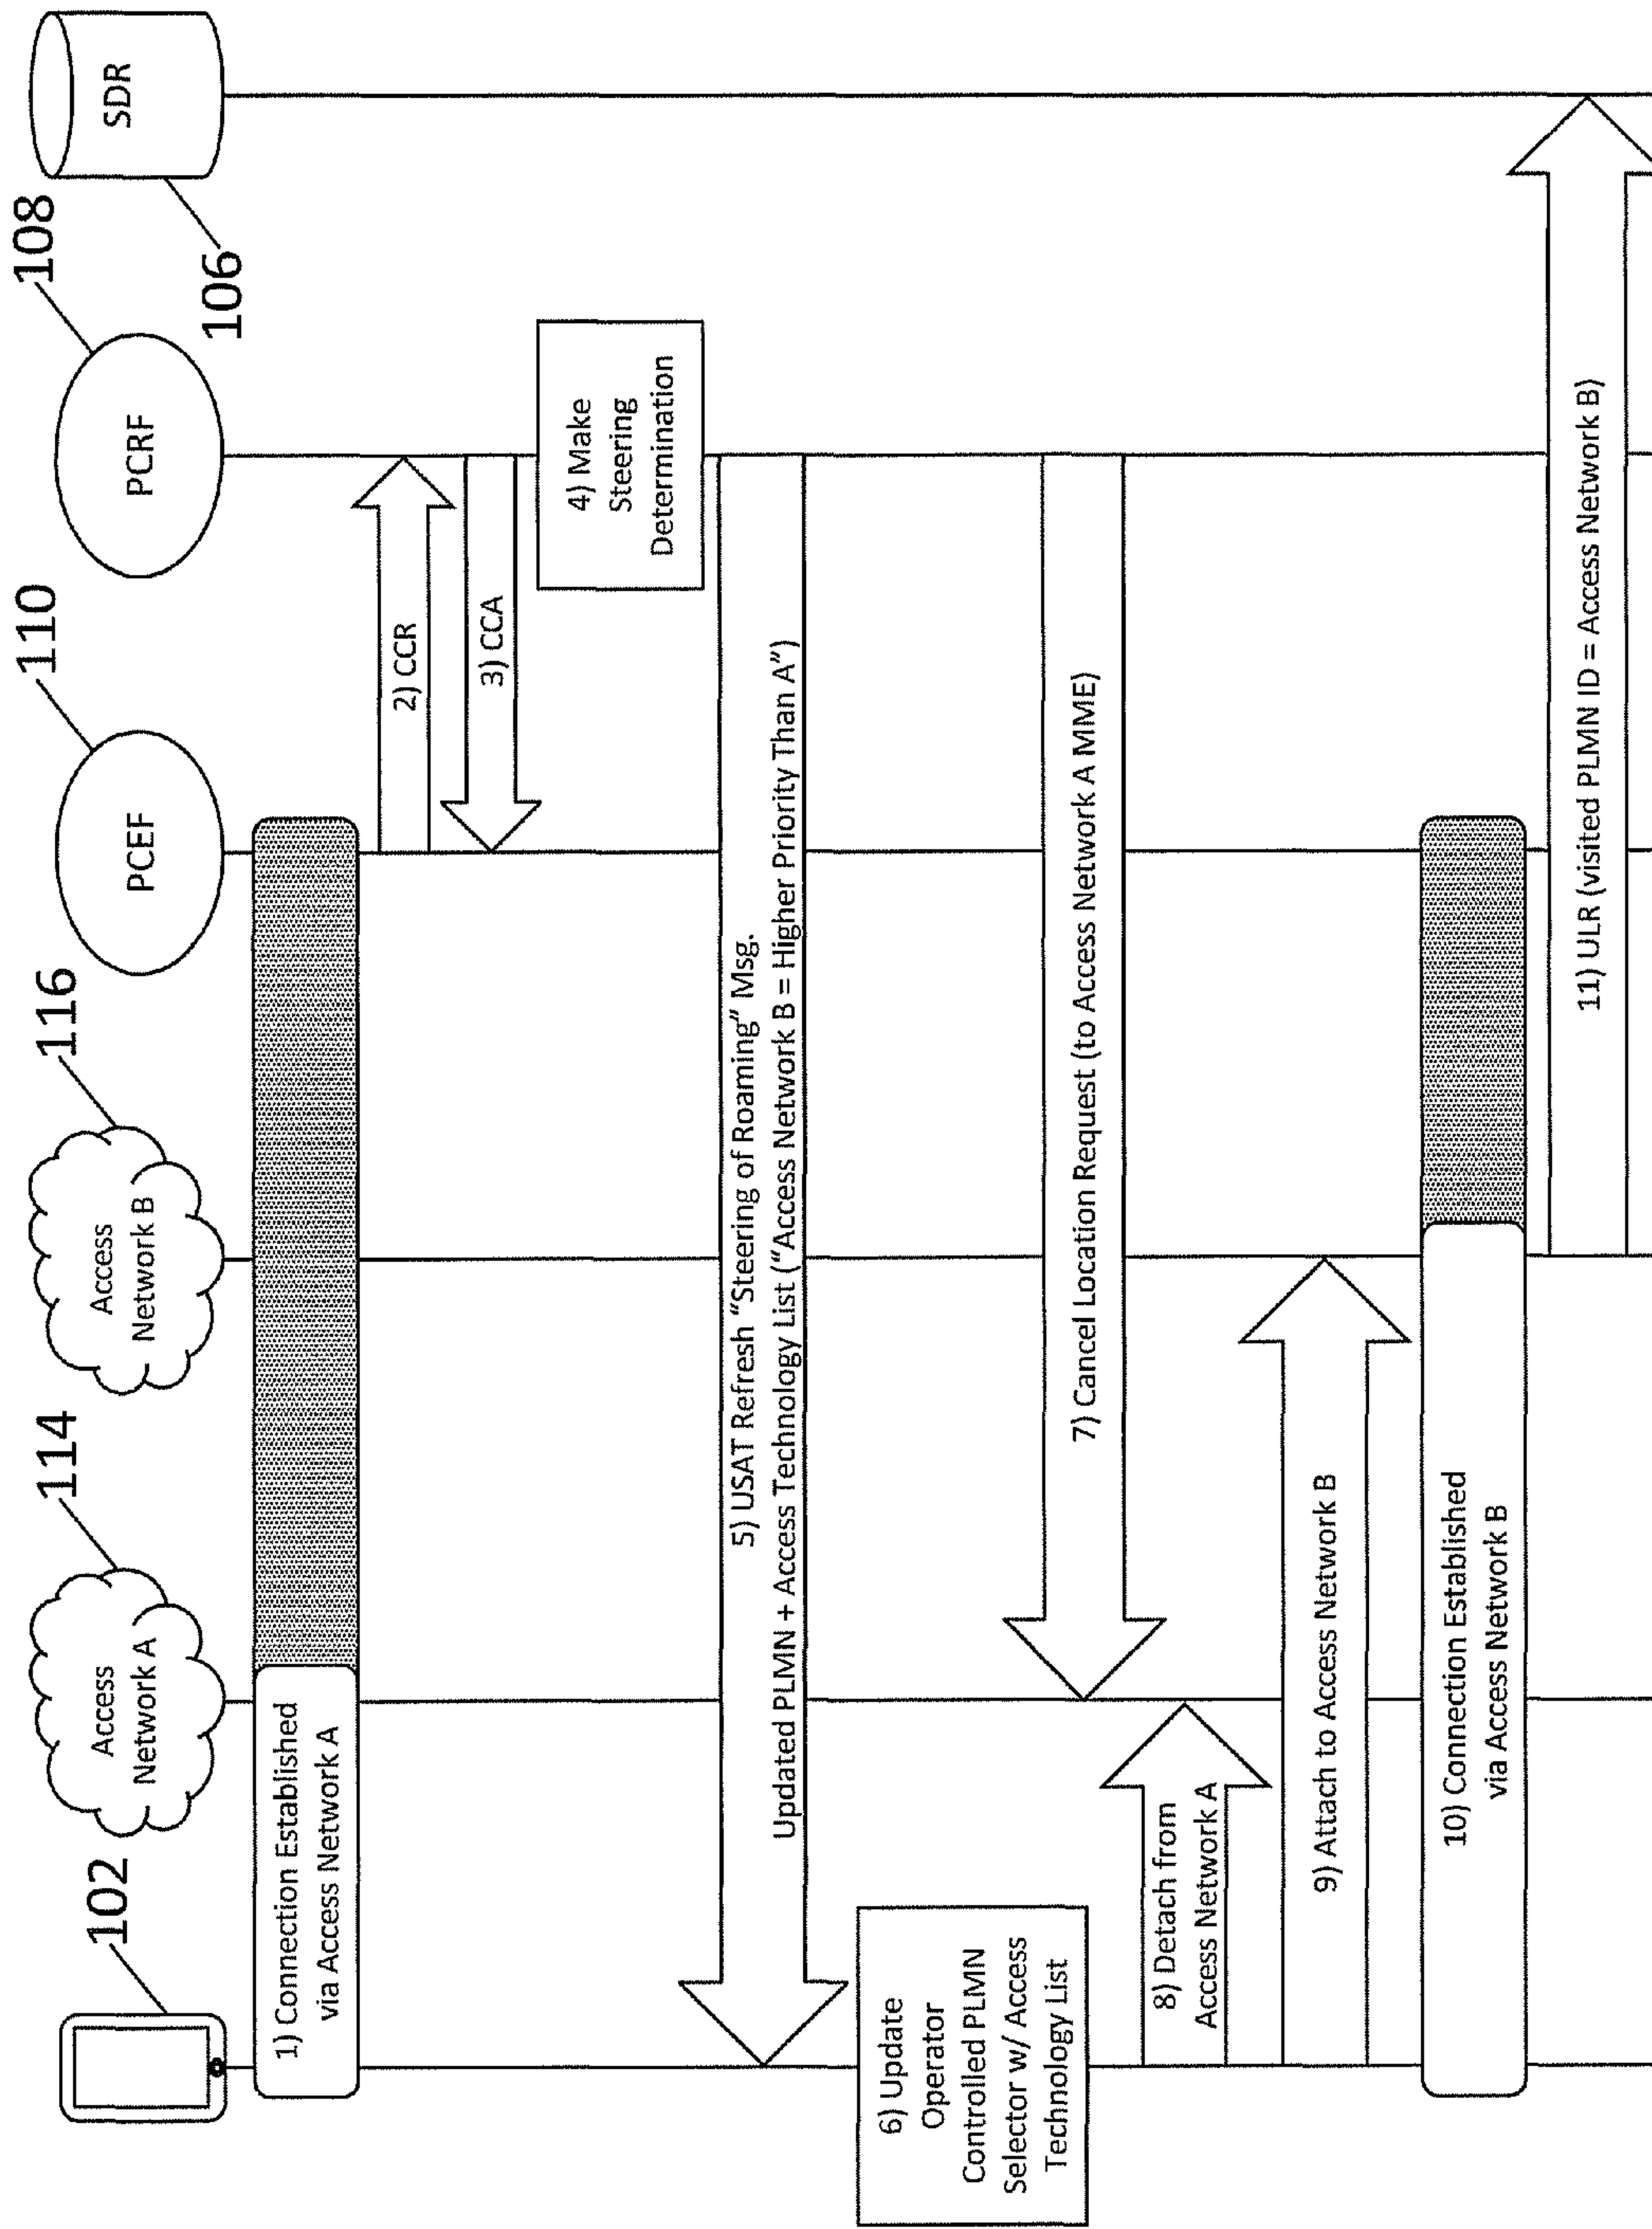 102
114
116
110
108
106
Access
Network A
Access
Network B
PCEF
PCRF
SDR
1) Connection Established
via Access Network A
2) CCR
3) CCA
4) Make
Steering
Determination
5) USAT Refresh “Steering of Roaming” Msg.
Updated PLMN + Access Technology List (“Access Network B = Higher Priority Than A”)
6) Update
Operator
Controlled PLMN
Selector w/ Access
Technology List
7) Cancel Location Request (to Access Network A MME)
8) Detach from
Access Network A
9) Attach to Access Network B
10) Connection Established
via Access Network B
11) ULR (visited PLMN ID = Access Network B)